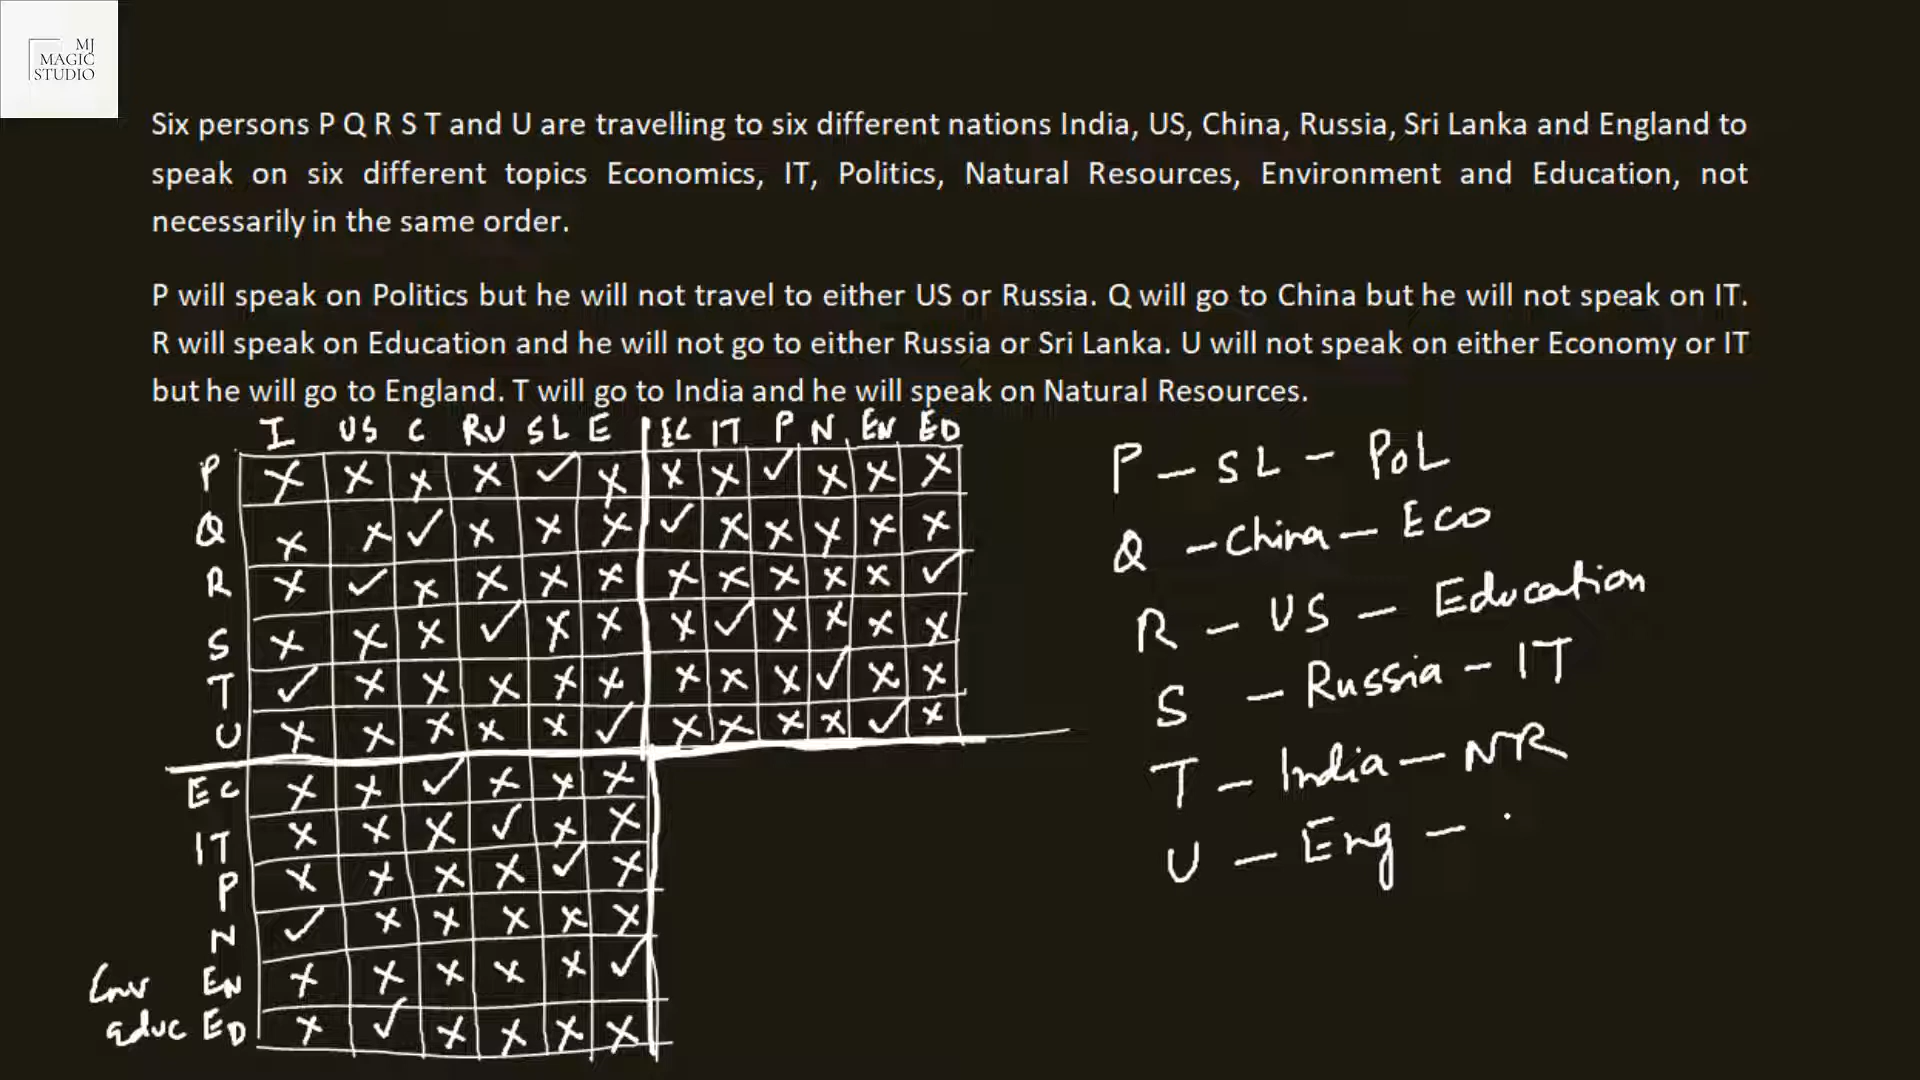 MJ
MAGIC
STUDIO
Six persons P Q R S T and U are travelling to six different nations India, US, China, Russia, Sri Lanka and England to
speak on six different topics Economics, IT, Politics, Natural Resources, Environment and Education, not
necessarily in the same order.
P will speak on Politics but he will not travel to either US or Russia. Q will go to China but he will not speak on IT.
R will speak on Education and he will not go to either Russia or Sri Lanka. U will not speak on either Economy or IT
but he will go to England. T will go to India and he will speak on Natural Resources.
I US C RU SL E EC IT P N EN ED
P x x x x ✓ x x x ✓ x x x
Q x x ✓ x x x ✓ x x x x x
R x ✓ x x x x x x x x x ✓
S x x x ✓ x x x ✓ x x x x
T ✓ x x x x x x x x ✓ x x
U x x x x x ✓ x x x x ✓ x
EC x x ✓ x x x
IT x x x ✓ x x
P x x x x ✓ x
N ✓ x x x x x
Env EN x x x x x ✓
educ ED x ✓ x x x x
P - SL - POL
Q - China - Eco
R - US - Education
S - Russia - IT
T - India - NR
U - Eng -